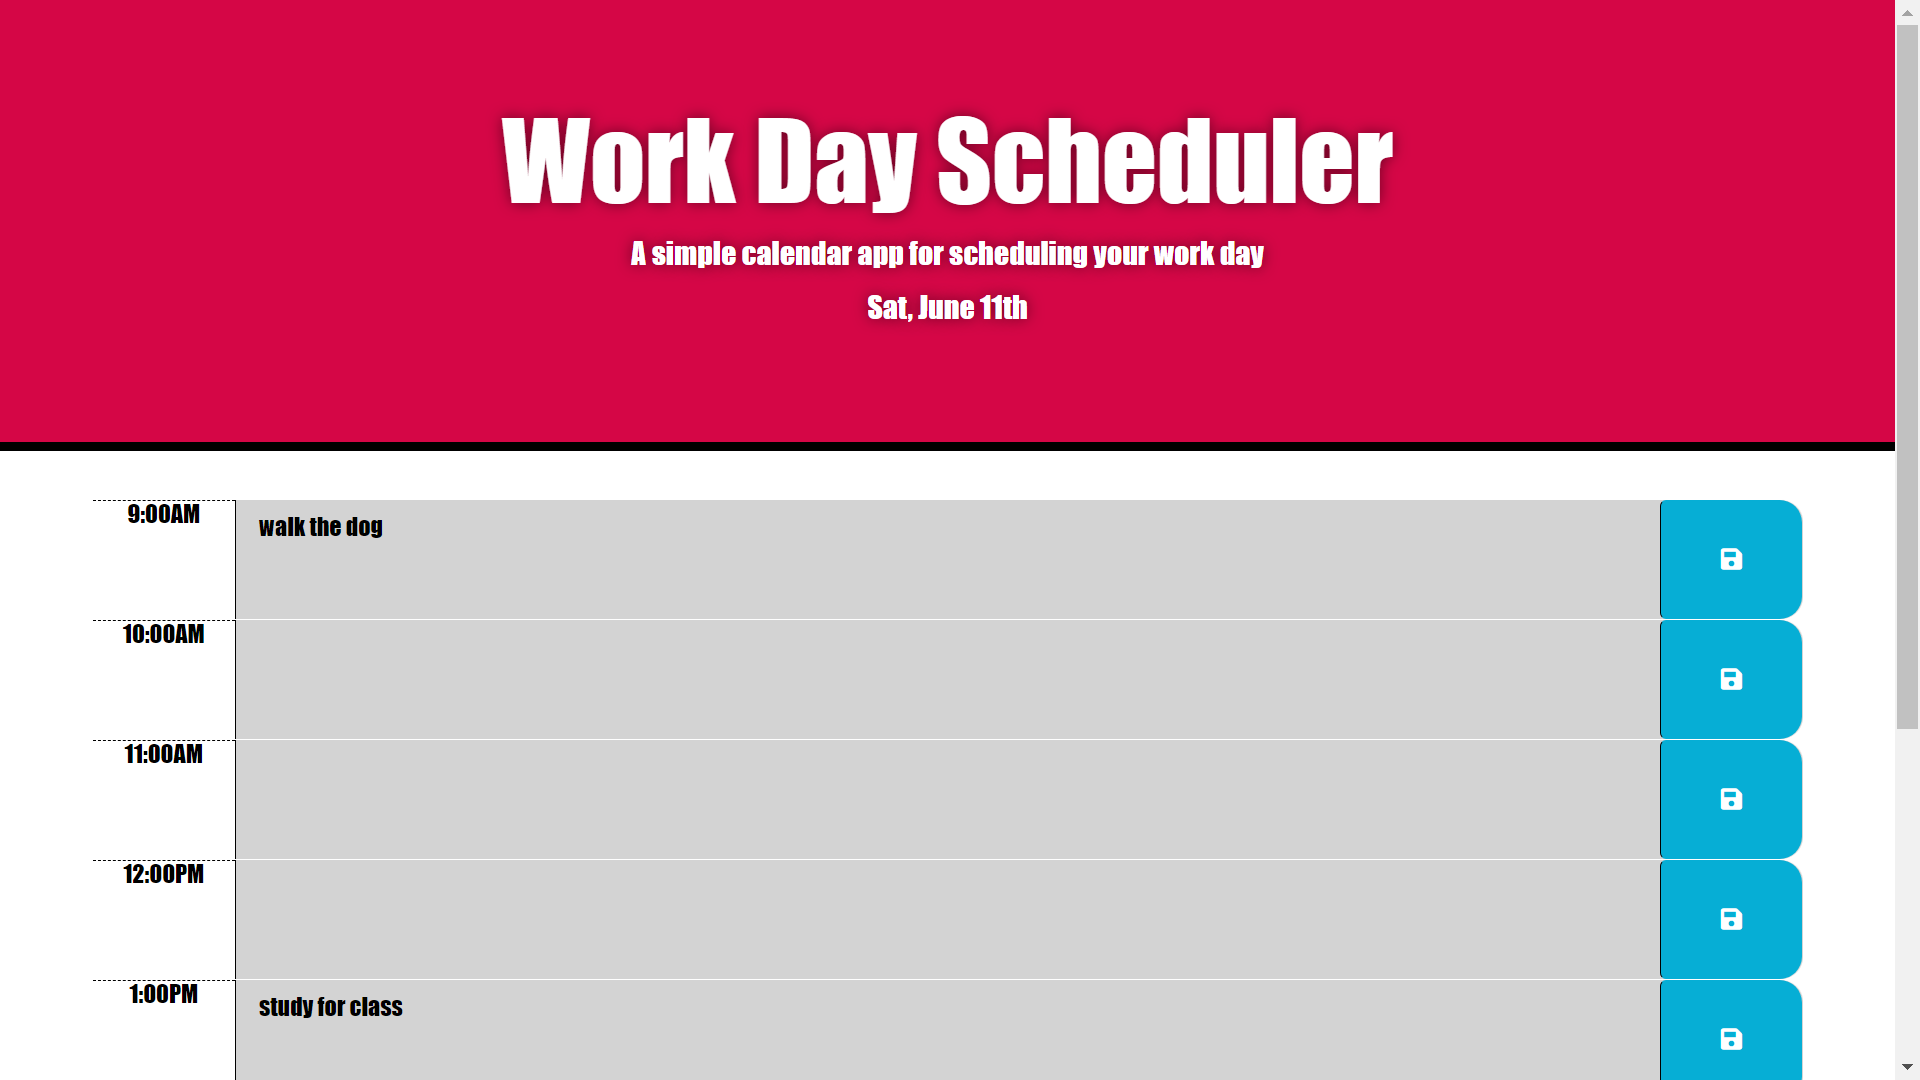 Work Day Scheduler
A simple calendar app for scheduling your work day
Sat, June 11th
9:00AM
walk the dog
10:00AM
11:00AM
12:00PM
1:00PM
study for class